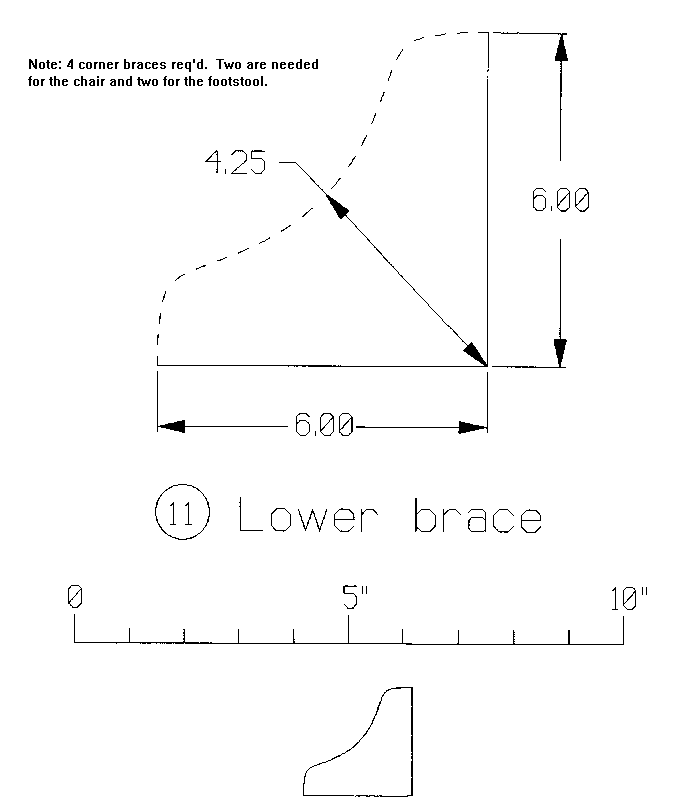 Note: 4 corner braces req'd. Two are needed
for the chair and two for the footstool.
4.25
6.00
6.00
11 Lower brace
0 5" 10"